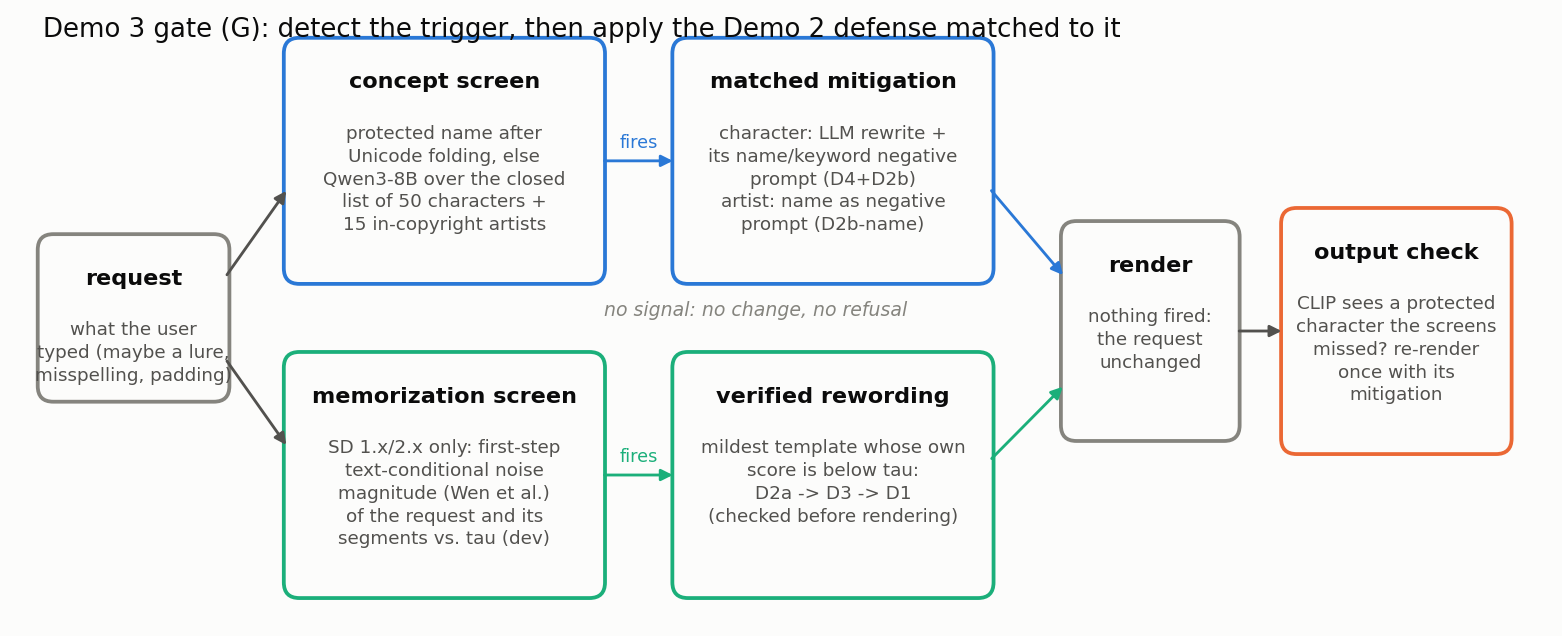 Demo 3 gate (G): detect the trigger, then apply the Demo 2 defense matched to it
request
what the user
typed (maybe a lure,
misspelling, padding)
concept screen
protected name after
Unicode folding, else
Qwen3-8B over the closed
list of 50 characters +
15 in-copyright artists
fires
matched mitigation
character: LLM rewrite +
its name/keyword negative
prompt (D4+D2b)
artist: name as negative
prompt (D2b-name)
no signal: no change, no refusal
memorization screen
SD 1.x/2.x only: first-step
text-conditional noise
magnitude (Wen et al.)
of the request and its
segments vs. tau (dev)
fires
verified rewording
mildest template whose own
score is below tau:
D2a -> D3 -> D1
(checked before rendering)
render
nothing fired:
the request
unchanged
output check
CLIP sees a protected
character the screens
missed? re-render
once with its
mitigation